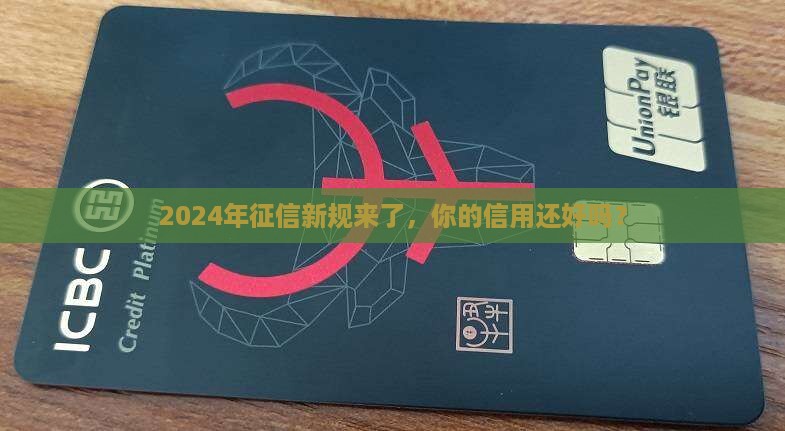 2024年征信新规来了，你的信用还好吗？
ICBC
Credit Platinum
UnionPay
银联